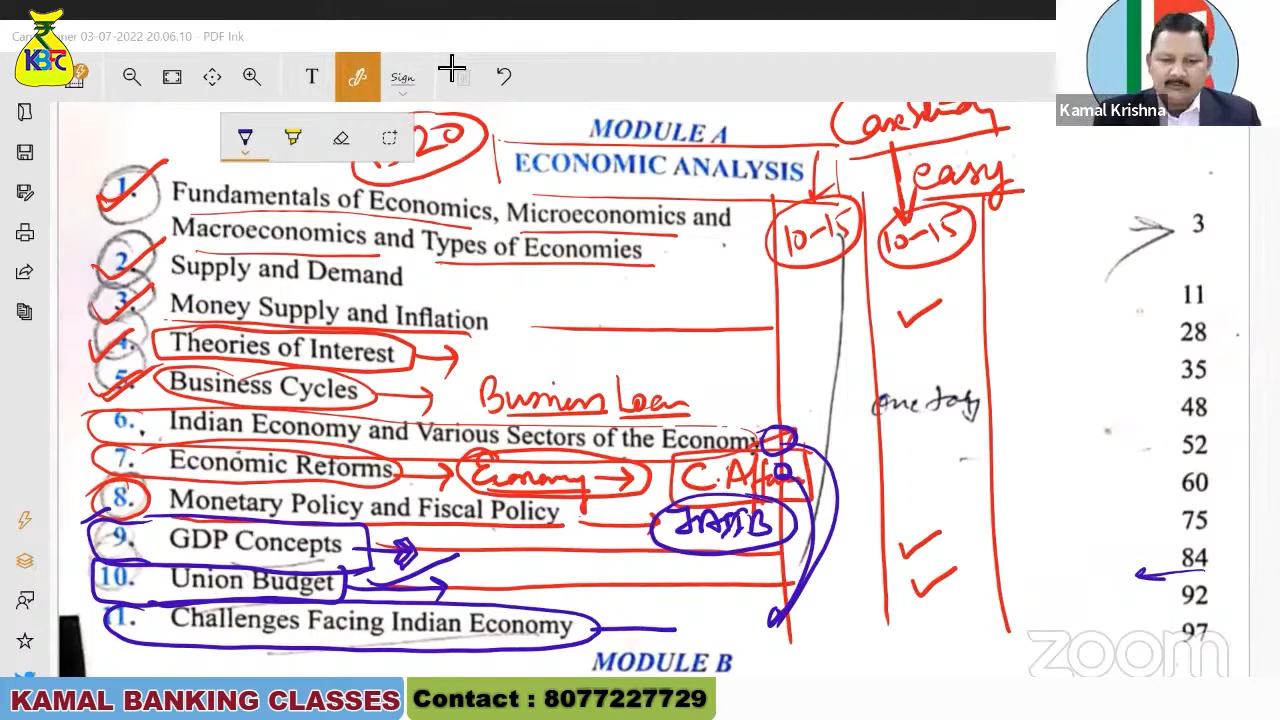 Scanner 03-07-2022 20.06.10 - PDF Ink
₹
KBC
T
Sign
Kamal Krishna
20
MODULE A
Case Study
ECONOMIC ANALYSIS
easy
1. Fundamentals of Economics, Microeconomics and
Macroeconomics and Types of Economies 3
10-15 10-15
2. Supply and Demand 11
3. Money Supply and Inflation 28
4. Theories of Interest 35
5. Business Cycles 48
Business Loan
6. Indian Economy and Various Sectors of the Economy 52
7. Economic Reforms Economy 60
8. Monetary Policy and Fiscal Policy JAIIB 75
9. GDP Concepts 84
10. Union Budget 92
11. Challenges Facing Indian Economy 97
MODULE B
zoom
KAMAL BANKING CLASSES Contact : 8077227729